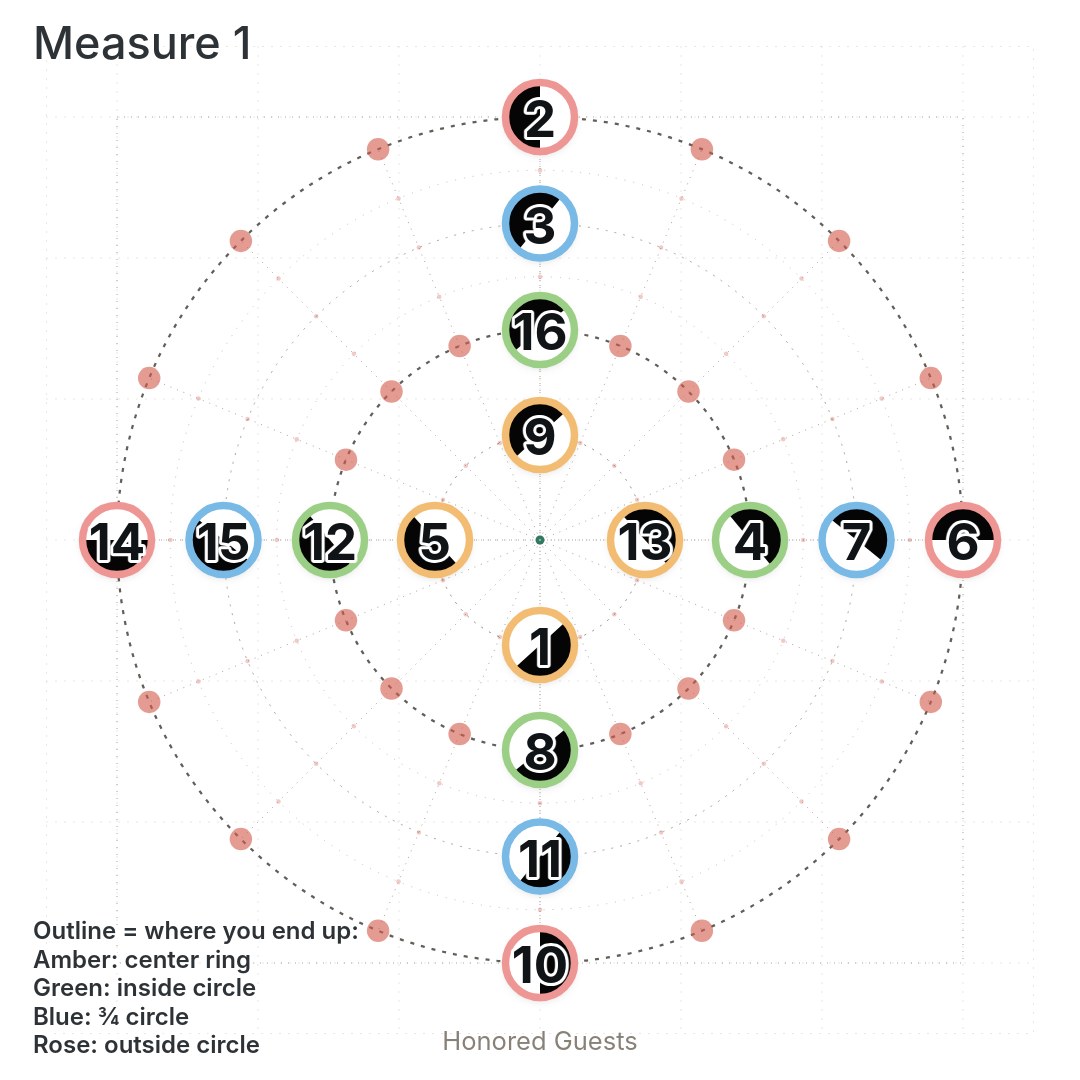 Measure 1
2
3
16
9
14 15 12 5 13 4 7 6
1
8
11
10
Outline = where you end up:
Amber: center ring
Green: inside circle
Blue: ¾ circle
Rose: outside circle
Honored Guests